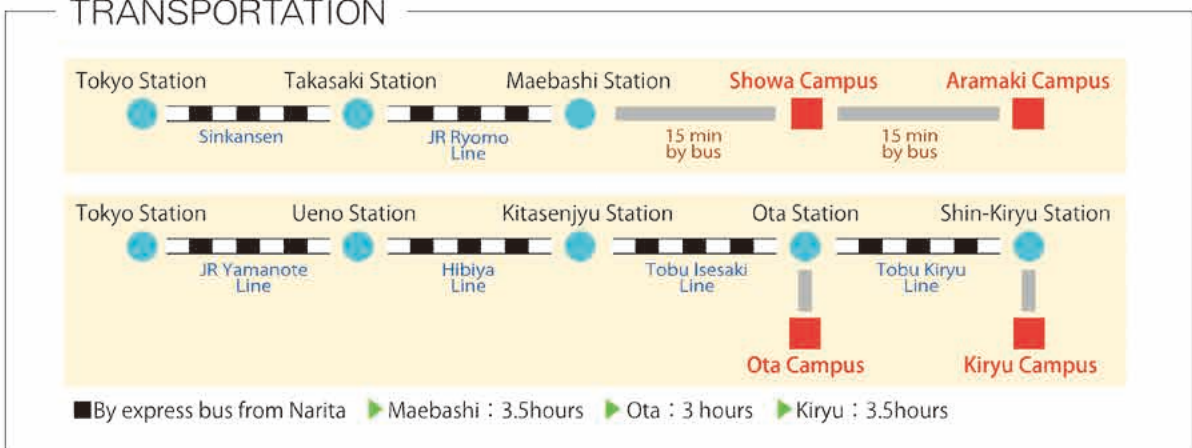 TRANSPORTATION
Tokyo Station Takasaki Station Maebashi Station Showa Campus Aramaki Campus
Sinkansen JR Ryomo 15 min 15 min
Line by bus by bus
Tokyo Station Ueno Station Kitasenjyu Station Ota Station Shin-Kiryu Station
JR Yamanote Hibiya Tobu Isesaki Tobu Kiryu
Line Line Line Line
Ota Campus Kiryu Campus
■By express bus from Narita ▶Maebashi：3.5hours ▶Ota：3 hours ▶Kiryu：3.5hours